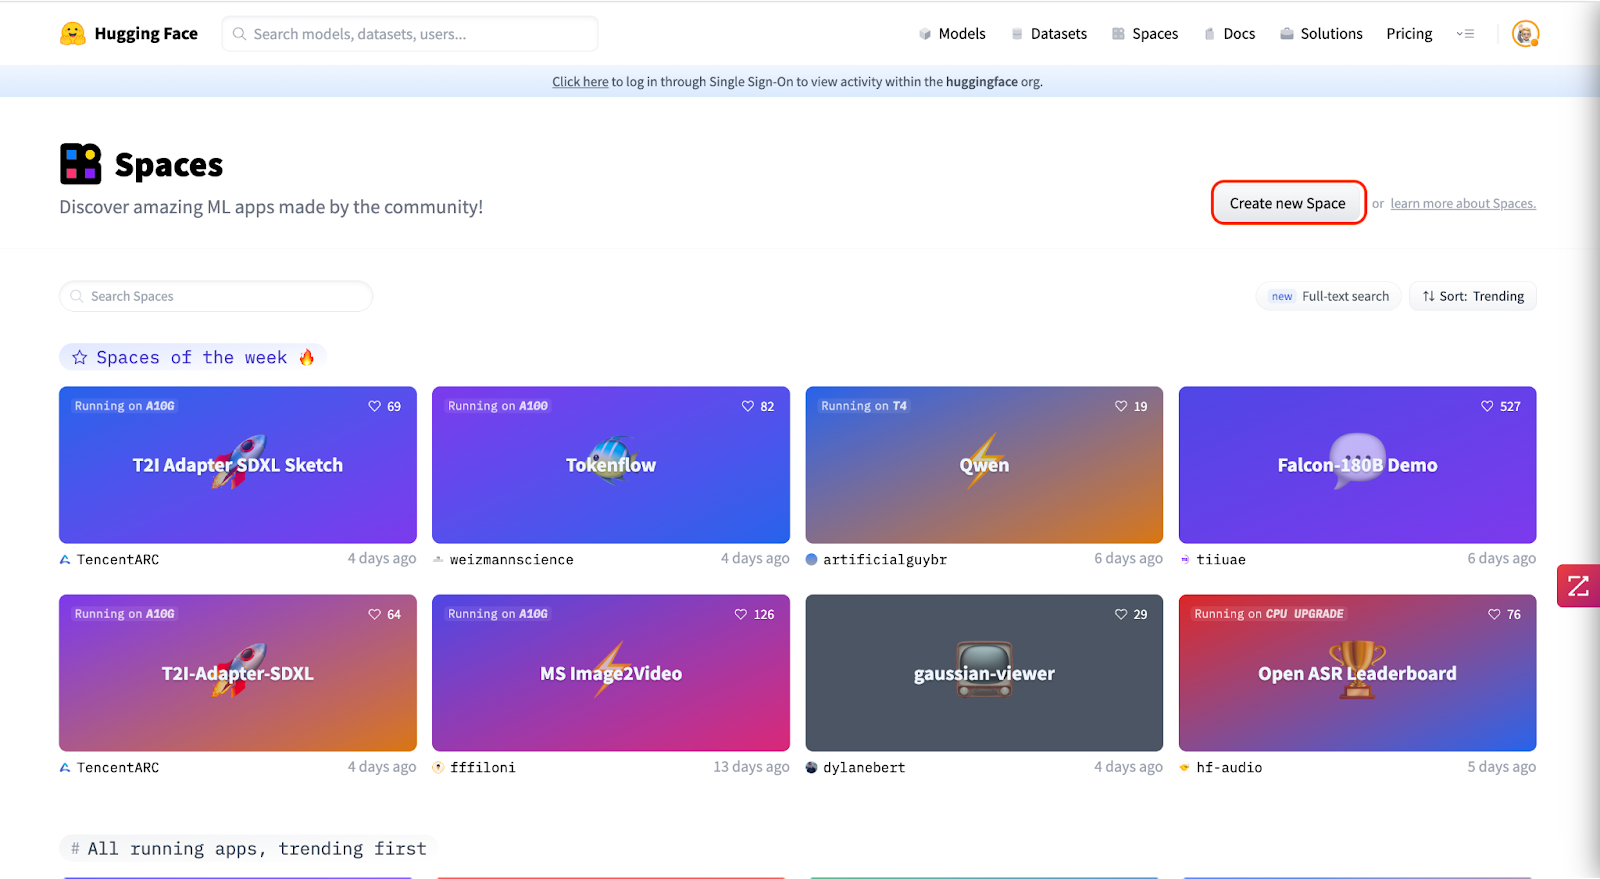 Hugging Face
Search models, datasets, users...
Models
Datasets
Spaces
Docs
Solutions
Pricing
Click here to log in through Single Sign-On to view activity within the huggingface org.
Spaces
Discover amazing ML apps made by the community!
Create new Space or learn more about Spaces.
Search Spaces
new Full-text search
Sort: Trending
Spaces of the week
Running on A10G 69
T2I Adapter SDXL Sketch
TencentARC 4 days ago
Running on A100 82
Tokenflow
weizmannscience 4 days ago
Running on T4 19
Qwen
artificialguybr 6 days ago
527
Falcon-180B Demo
tiiuae 6 days ago
Running on A10G 64
T2I-Adapter-SDXL
TencentARC 4 days ago
Running on A10G 126
MS Image2Video
fffiloni 13 days ago
29
gaussian-viewer
dylanebert 4 days ago
Running on CPU UPGRADE 76
Open ASR Leaderboard
hf-audio 5 days ago
# All running apps, trending first